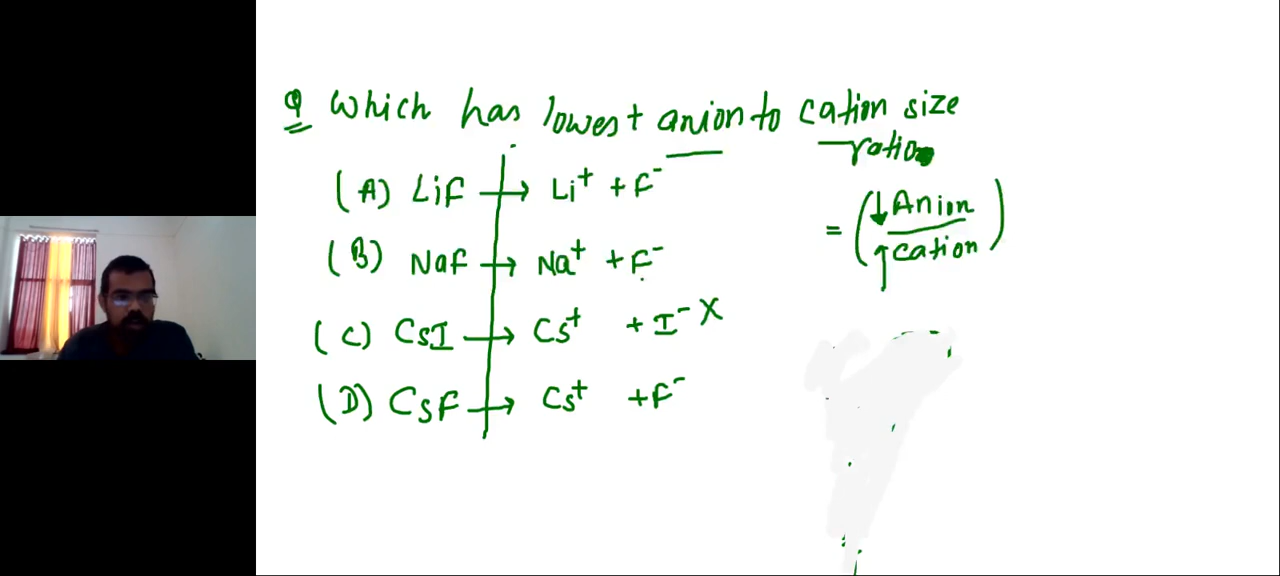 Q Which has lowest anion to cation size
ratio
(A) LiF → Li⁺ + F⁻
= (↓Anion / ↑cation)
(B) NaF → Na⁺ + F⁻
(C) CsI → Cs⁺ + I⁻ X
(D) CsF → Cs⁺ + F⁻